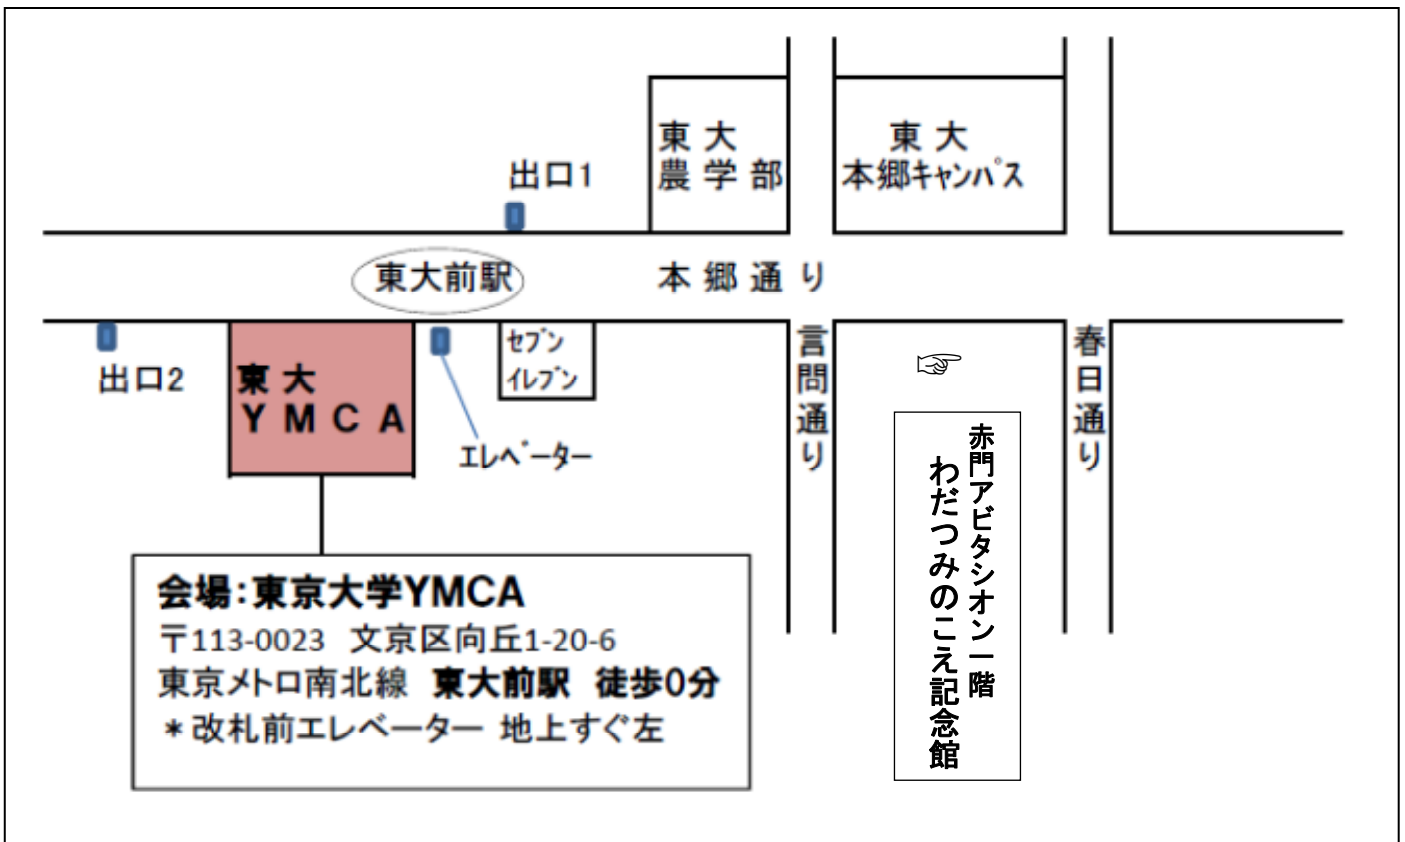 東大
農学部
東大
本郷キャンパス
出口1
東大前駅
本郷通り
出口2
東大
YMCA
セブン
イレブン
エレベーター
言問通り
☞
春日通り
赤門アビタシオン一階
わだつみのこえ記念館
会場:東京大学YMCA
〒113-0023 文京区向丘1-20-6
東京メトロ南北線 東大前駅 徒歩0分
*改札前エレベーター 地上すぐ左